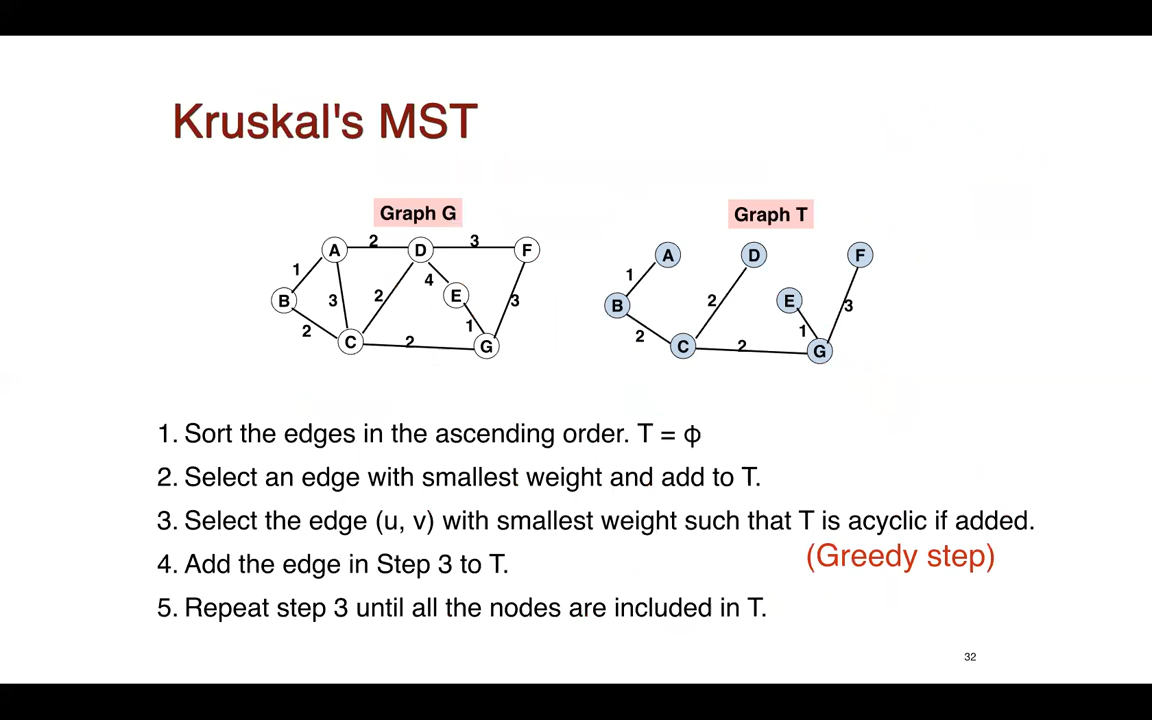 Kruskal's MST
Graph G
A 2 D 3 F
1 3 2 4 E 3
B
2 C 2 1 G
Graph T
A D F
1 2 E 3
B
2 C 2 1 G
1. Sort the edges in the ascending order. T = ϕ
2. Select an edge with smallest weight and add to T.
3. Select the edge (u, v) with smallest weight such that T is acyclic if added.
(Greedy step)
4. Add the edge in Step 3 to T.
5. Repeat step 3 until all the nodes are included in T.
32